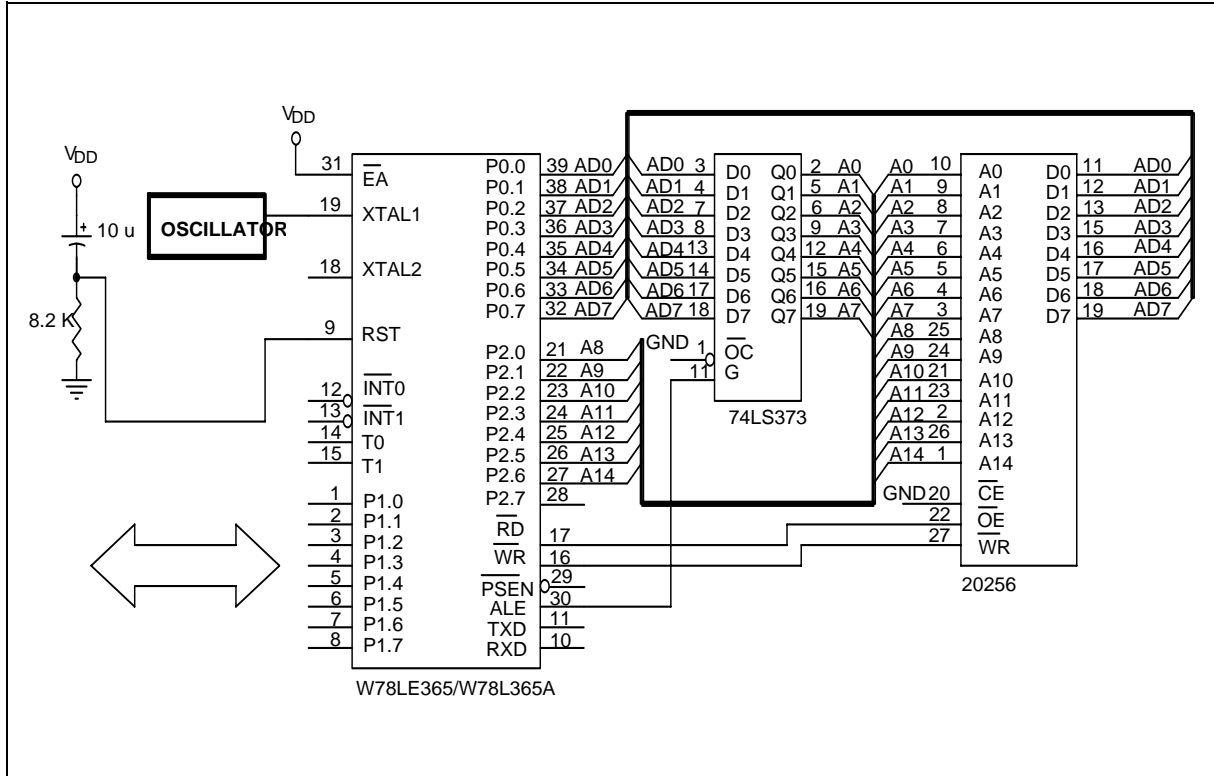 VDD
VDD
10 u
8.2 K
+
OSCILLATOR
31 EA
19 XTAL1
18 XTAL2
9 RST
12 INT0
13 INT1
14 T0
15 T1
1 P1.0
2 P1.1
3 P1.2
4 P1.3
5 P1.4
6 P1.5
7 P1.6
8 P1.7
P0.0 39 AD0
P0.1 38 AD1
P0.2 37 AD2
P0.3 36 AD3
P0.4 35 AD4
P0.5 34 AD5
P0.6 33 AD6
P0.7 32 AD7
P2.0 21 A8
P2.1 22 A9
P2.2 23 A10
P2.3 24 A11
P2.4 25 A12
P2.5 26 A13
P2.6 27 A14
P2.7 28
RD 17
WR 16
PSEN 29
ALE 30
TXD 11
RXD 10
W78LE365/W78L365A
AD0 3 D0 Q0 2 A0
AD1 4 D1 Q1 5 A1
AD2 7 D2 Q2 6 A2
AD3 8 D3 Q3 9 A3
AD4 13 D4 Q4 12 A4
AD5 14 D5 Q5 15 A5
AD6 17 D6 Q6 16 A6
AD7 18 D7 Q7 19 A7
GND 1 OC
11 G
74LS373
A0 10 A0 D0 11 AD0
A1 9 A1 D1 12 AD1
A2 8 A2 D2 13 AD2
A3 7 A3 D3 15 AD3
A4 6 A4 D4 16 AD4
A5 5 A5 D5 17 AD5
A6 4 A6 D6 18 AD6
A7 3 A7 D7 19 AD7
A8 25 A8
A9 24 A9
A10 21 A10
A11 23 A11
A12 2 A12
A13 26 A13
A14 1 A14
GND 20 CE
22 OE
27 WR
20256